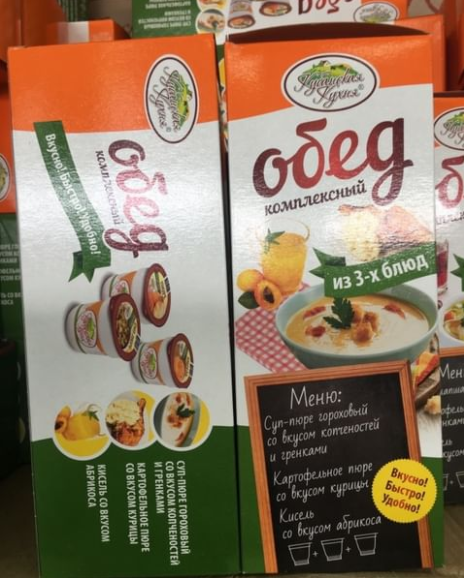 Купецкая
Кухня®
обед
комплексный
Вкусно! Быстро! Удобно!
КИСЕЛЬ СО ВКУСОМ
АБРИКОСА
КАРТОФЕЛЬНОЕ ПЮРЕ
СО ВКУСОМ КУРИЦЫ
СУП-ПЮРЕ ГОРОХОВЫЙ
СО ВКУСОМ КОПЧЕНОСТЕЙ
И ГРЕНКАМИ
Купецкая
Кухня®
обед
комплексный
из 3-х блюд
Меню:
Суп-пюре гороховый
со вкусом копченостей
и гренками
Картофельное пюре
со вкусом курицы
Кисель
со вкусом абрикоса
Вкусно!
Быстро!
Удобно!